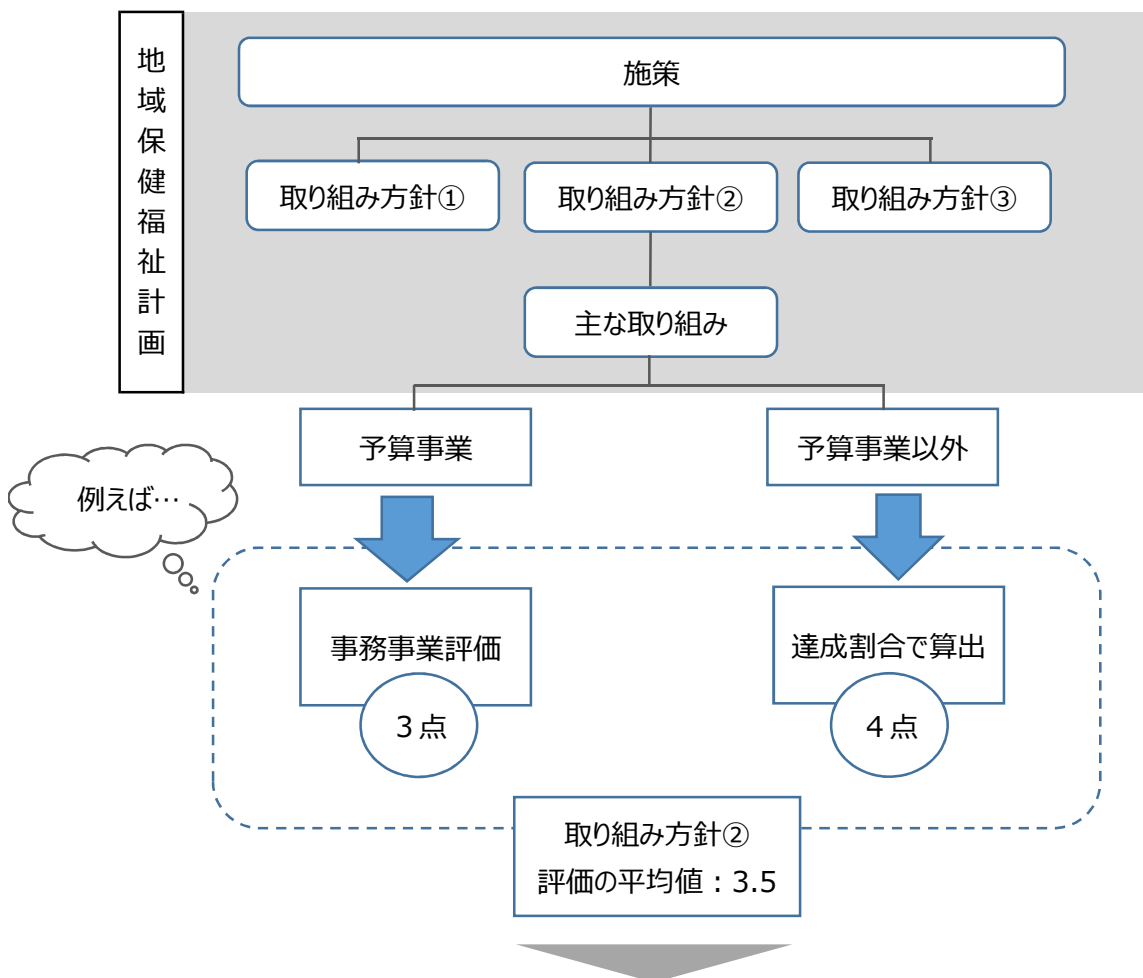 地域保健福祉計画
施策
取り組み方針①
取り組み方針②
取り組み方針③
主な取り組み
予算事業
予算事業以外
例えば…
事務事業評価
達成割合で算出
3点
4点
取り組み方針②
評価の平均値：3.5